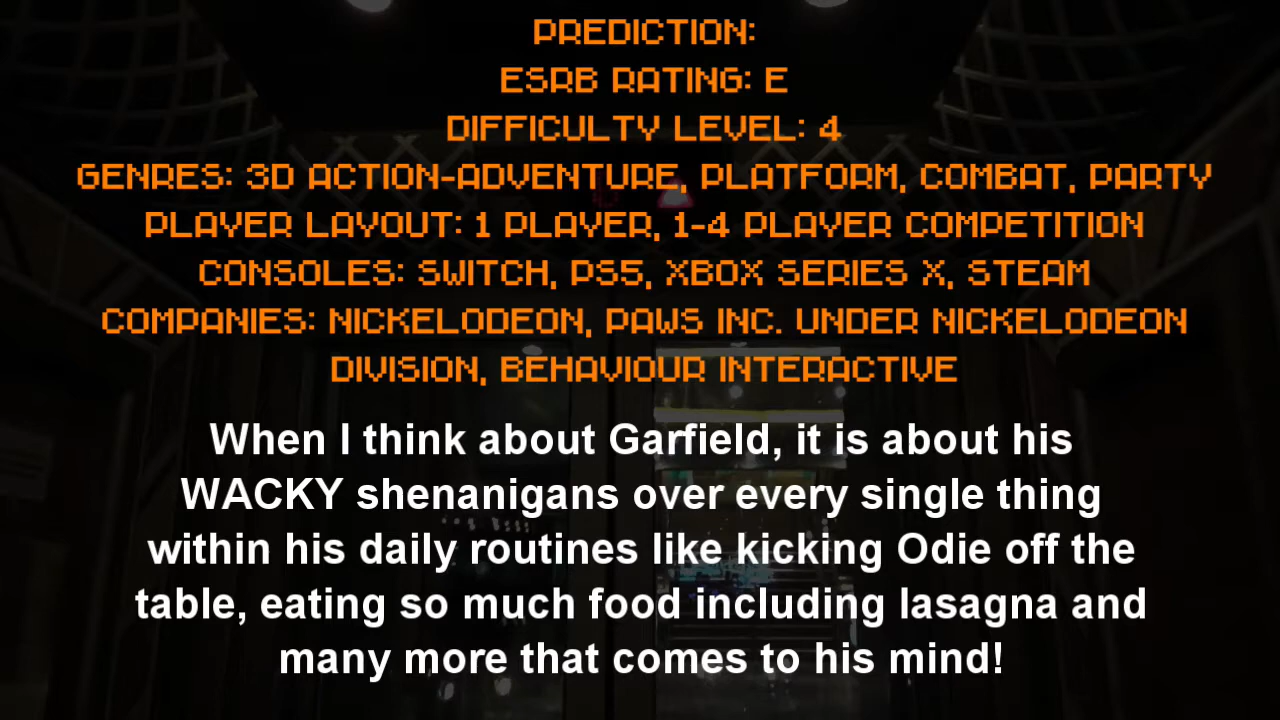 PREDICTION:
ESRB RATING: E
DIFFICULTY LEVEL: 4
GENRES: 3D ACTION-ADVENTURE, PLATFORM, COMBAT, PARTY
PLAYER LAYOUT: 1 PLAYER, 1-4 PLAYER COMPETITION
CONSOLES: SWITCH, PS5, XBOX SERIES X, STEAM
COMPANIES: NICKELODEON, PAWS INC. UNDER NICKELODEON
DIVISION, BEHAVIOUR INTERACTIVE
When I think about Garfield, it is about his
WACKY shenanigans over every single thing
within his daily routines like kicking Odie off the
table, eating so much food including lasagna and
many more that comes to his mind!